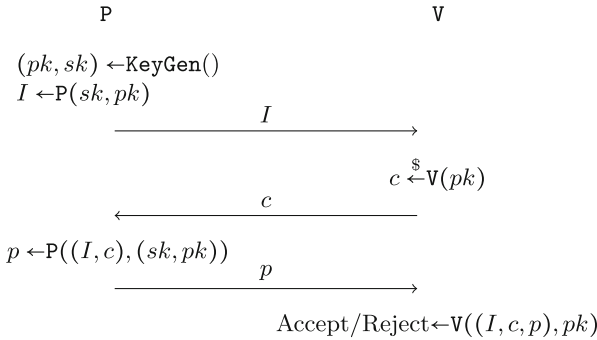 P V
(pk, sk) ←KeyGen()
I ←P(sk, pk)
I
c ←$ V(pk)
c
p ←P((I, c), (sk, pk))
p
Accept/Reject←V((I, c, p), pk)